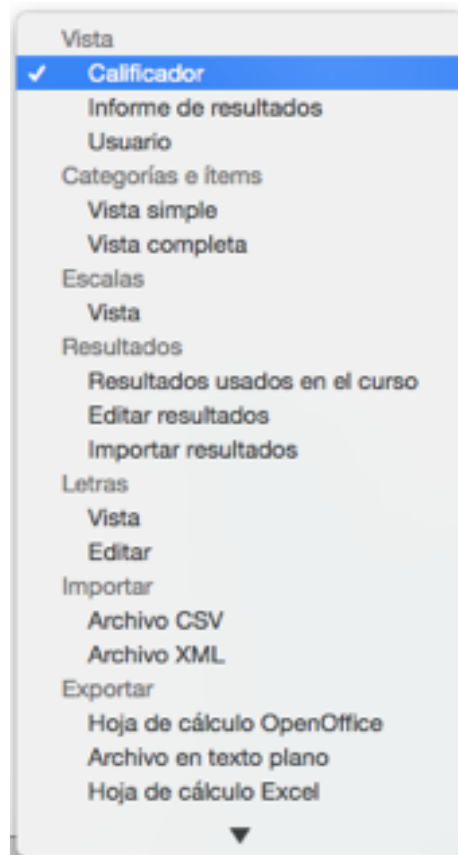 Vista
Calificador
Informe de resultados
Usuario
Categorías e ítems
Vista simple
Vista completa
Escalas
Vista
Resultados
Resultados usados en el curso
Editar resultados
Importar resultados
Letras
Vista
Editar
Importar
Archivo CSV
Archivo XML
Exportar
Hoja de cálculo OpenOffice
Archivo en texto plano
Hoja de cálculo Excel